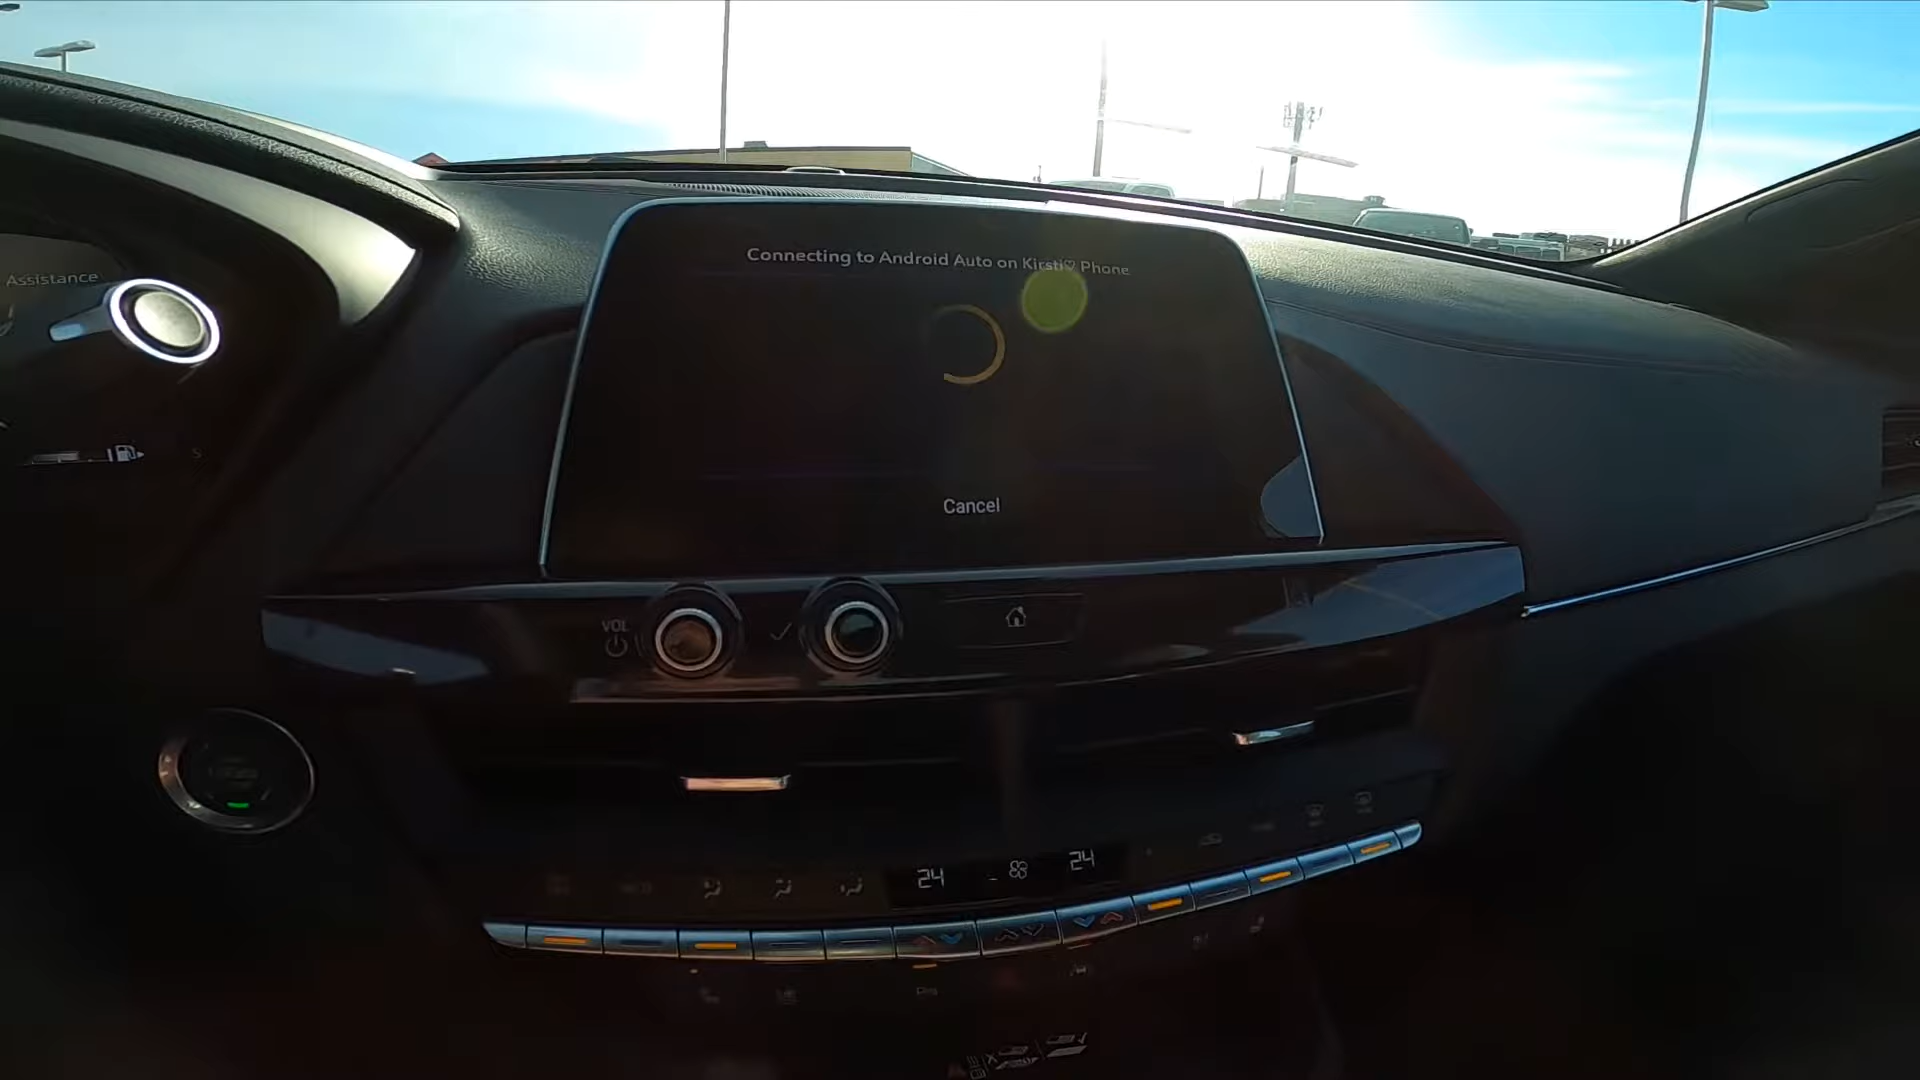 Connecting to Android Auto on Kirsti♡ Phone
Assistance
Cancel
VOL
24 24